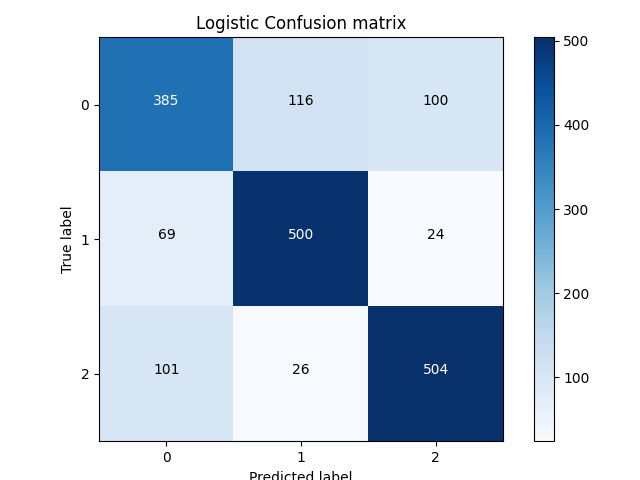 Logistic Confusion matrix
500
400
300
200
100
True label
0
385 116 100
1
69 500 24
2
101 26 504
0 1 2
Predicted label